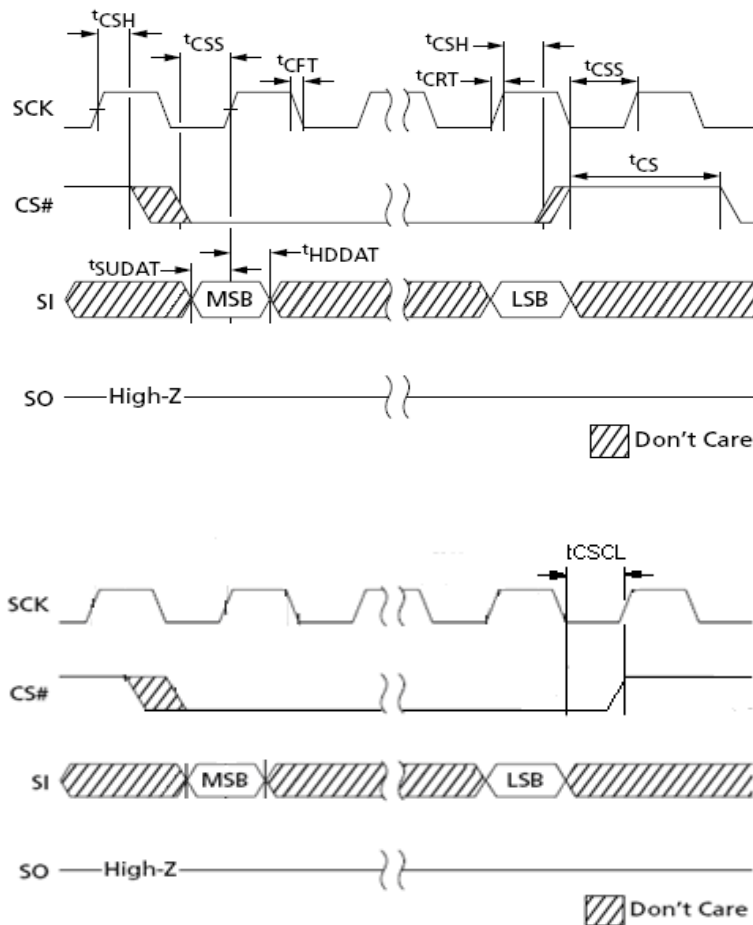 tCSH
tCSS
tCFT
tCSH
tCRT
tCSS
SCK
tCS
CS#
tSUDAT
tHDDAT
SI
MSB
LSB
SO
High-Z
Don't Care
tCSCL
SCK
CS#
SI
MSB
LSB
SO
High-Z
Don't Care